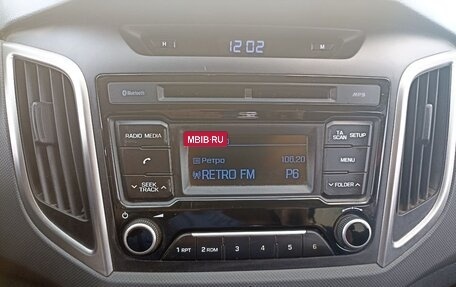 H
12:02
M
Bluetooth
MP3
RADIO MEDIA
TA SCAN SETUP
MBIB·RU
Ретро 106.20
RETRO FM P6
MENU
SEEK TRACK
FOLDER
1 RPT 2 RDM 3 4 5 6